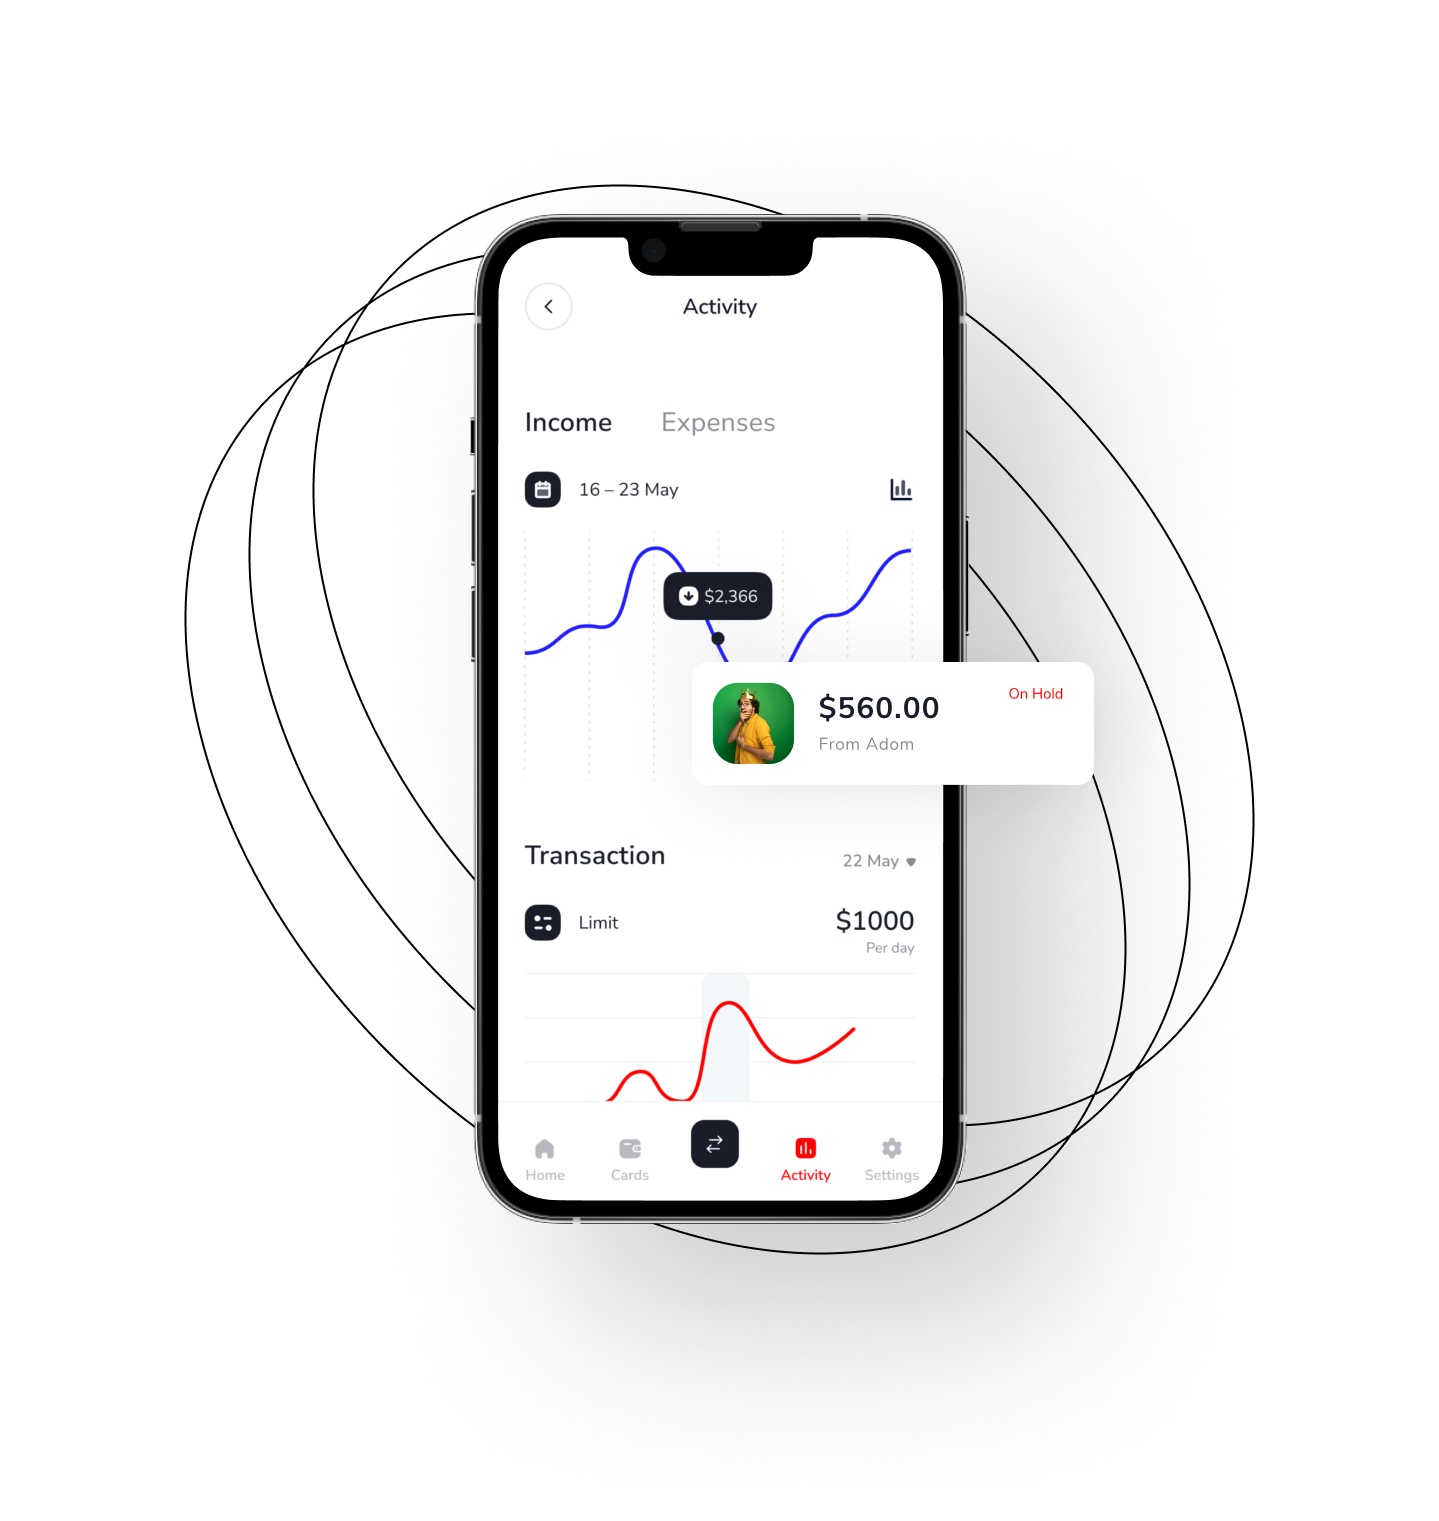 Activity
Income Expenses
16 – 23 May
$2,366
$560.00
On Hold
From Adom
Transaction
22 May
Limit
$1000
Per day
Home
Cards
Activity
Settings